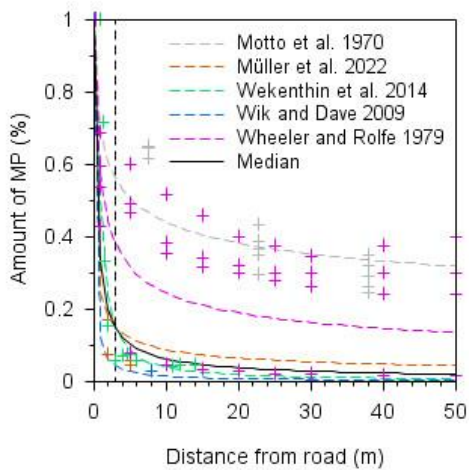 1
0.8
0.6
0.4
0.2
0
Amount of MP (%)
Motto et al. 1970
Müller et al. 2022
Wekenthin et al. 2014
Wik and Dave 2009
Wheeler and Rolfe 1979
Median
0 10 20 30 40 50
Distance from road (m)